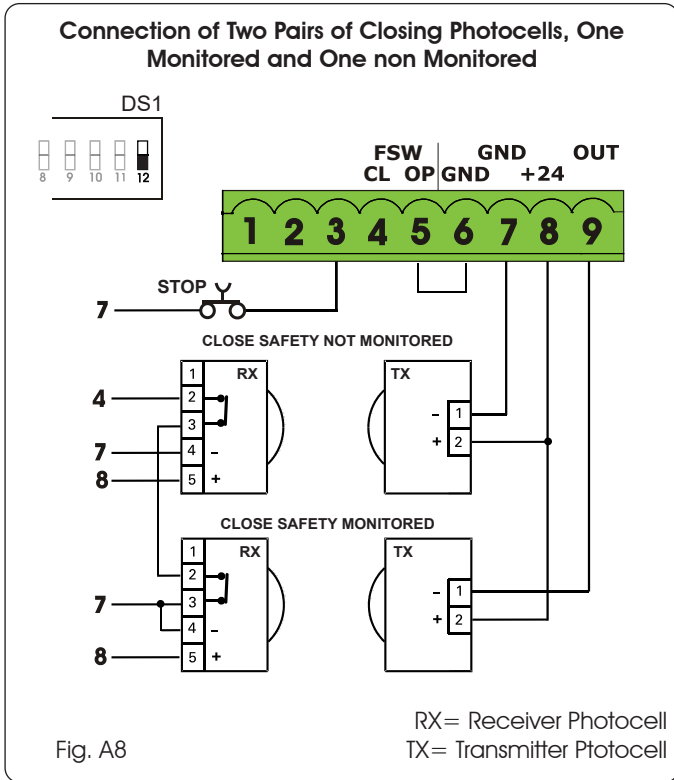 Connection of Two Pairs of Closing Photocells, One
Monitored and One non Monitored
DS1
8 9 10 11 12
FSW GND OUT
CL OP GND +24
1 2 3 4 5 6 7 8 9
STOP
7
CLOSE SAFETY NOT MONITORED
1 RX TX
4 2
3 - 1
7 4 - + 2
8 5 +
CLOSE SAFETY MONITORED
1 RX TX
2
7 3 - 1
4 - + 2
8 5 +
RX= Receiver Photocell
Fig. A8 TX= Transmitter Ptotocell